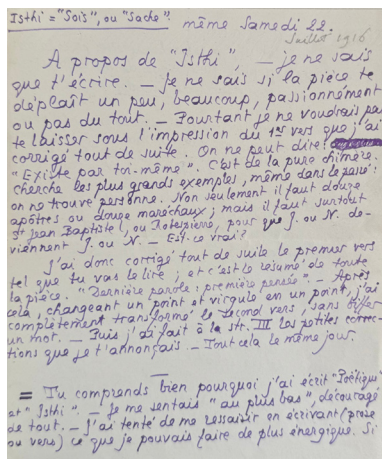 Isthi = "Sois", ou "Sache".
même Samedi 22.
Juillet 1916
A propos de "Isthi", — je ne sais
que t'écrire. — Je ne sais si la pièce te
déplaît un peu, beaucoup, passionnément
ou pas du tout. — Pourtant je ne voudrais pas
te laisser sous l'impression du 1er vers que j'ai
corrigé tout de suite. On ne peut dire :
"Existe par toi-même". C'est de la pure chimère.
Cherche les plus grands exemples, même dans le passé :
on ne trouve personne. Non seulement il faut douze
apôtres ou douze maréchaux ; mais il faut surtout
St Jean Baptiste, ou Robespierre, pour que J. ou N. de-
viennent J. ou N. — Est-ce vrai ?
J'ai donc corrigé tout de suite le premier vers
tel que tu vas le lire ; et c'est le résumé de toute
la pièce. "Dernière parole : première pensée". — Après
cela, changeant un point et virgule en un point, j'ai
complètement transformé le second vers, sans biffer
un mot. — Puis j'ai fait à la str. III les petites correc-
tions que je t'annonçais. — Tout cela le même jour.
= Tu comprends bien pourquoi j'ai écrit "Poétique"
et "Isthi". — Je me sentais "au plus bas", découragé
de tout. — J'ai tenté de me ressaisir en écrivant (prose
ou vers) ce que je pouvais faire de plus énergique. Si